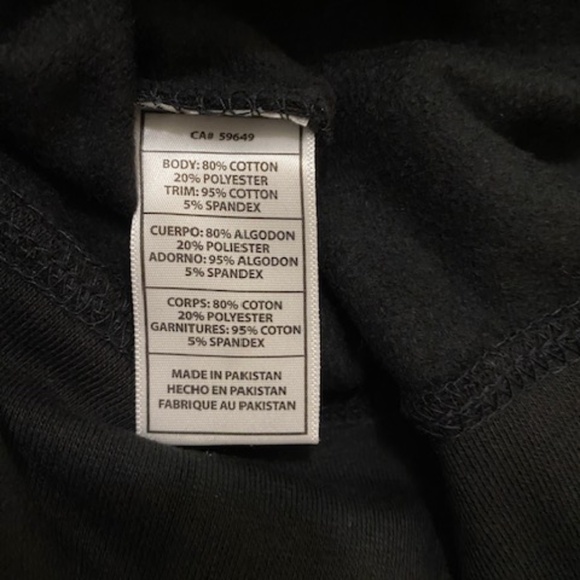 CA# 59649
BODY: 80% COTTON
20% POLYESTER
TRIM: 95% COTTON
5% SPANDEX
CUERPO: 80% ALGODON
20% POLIESTER
ADORNO: 95% ALGODON
5% SPANDEX
CORPS: 80% COTON
20% POLYESTER
GARNITURES: 95% COTON
5% SPANDEX
MADE IN PAKISTAN
HECHO EN PAKISTAN
FABRIQUE AU PAKISTAN